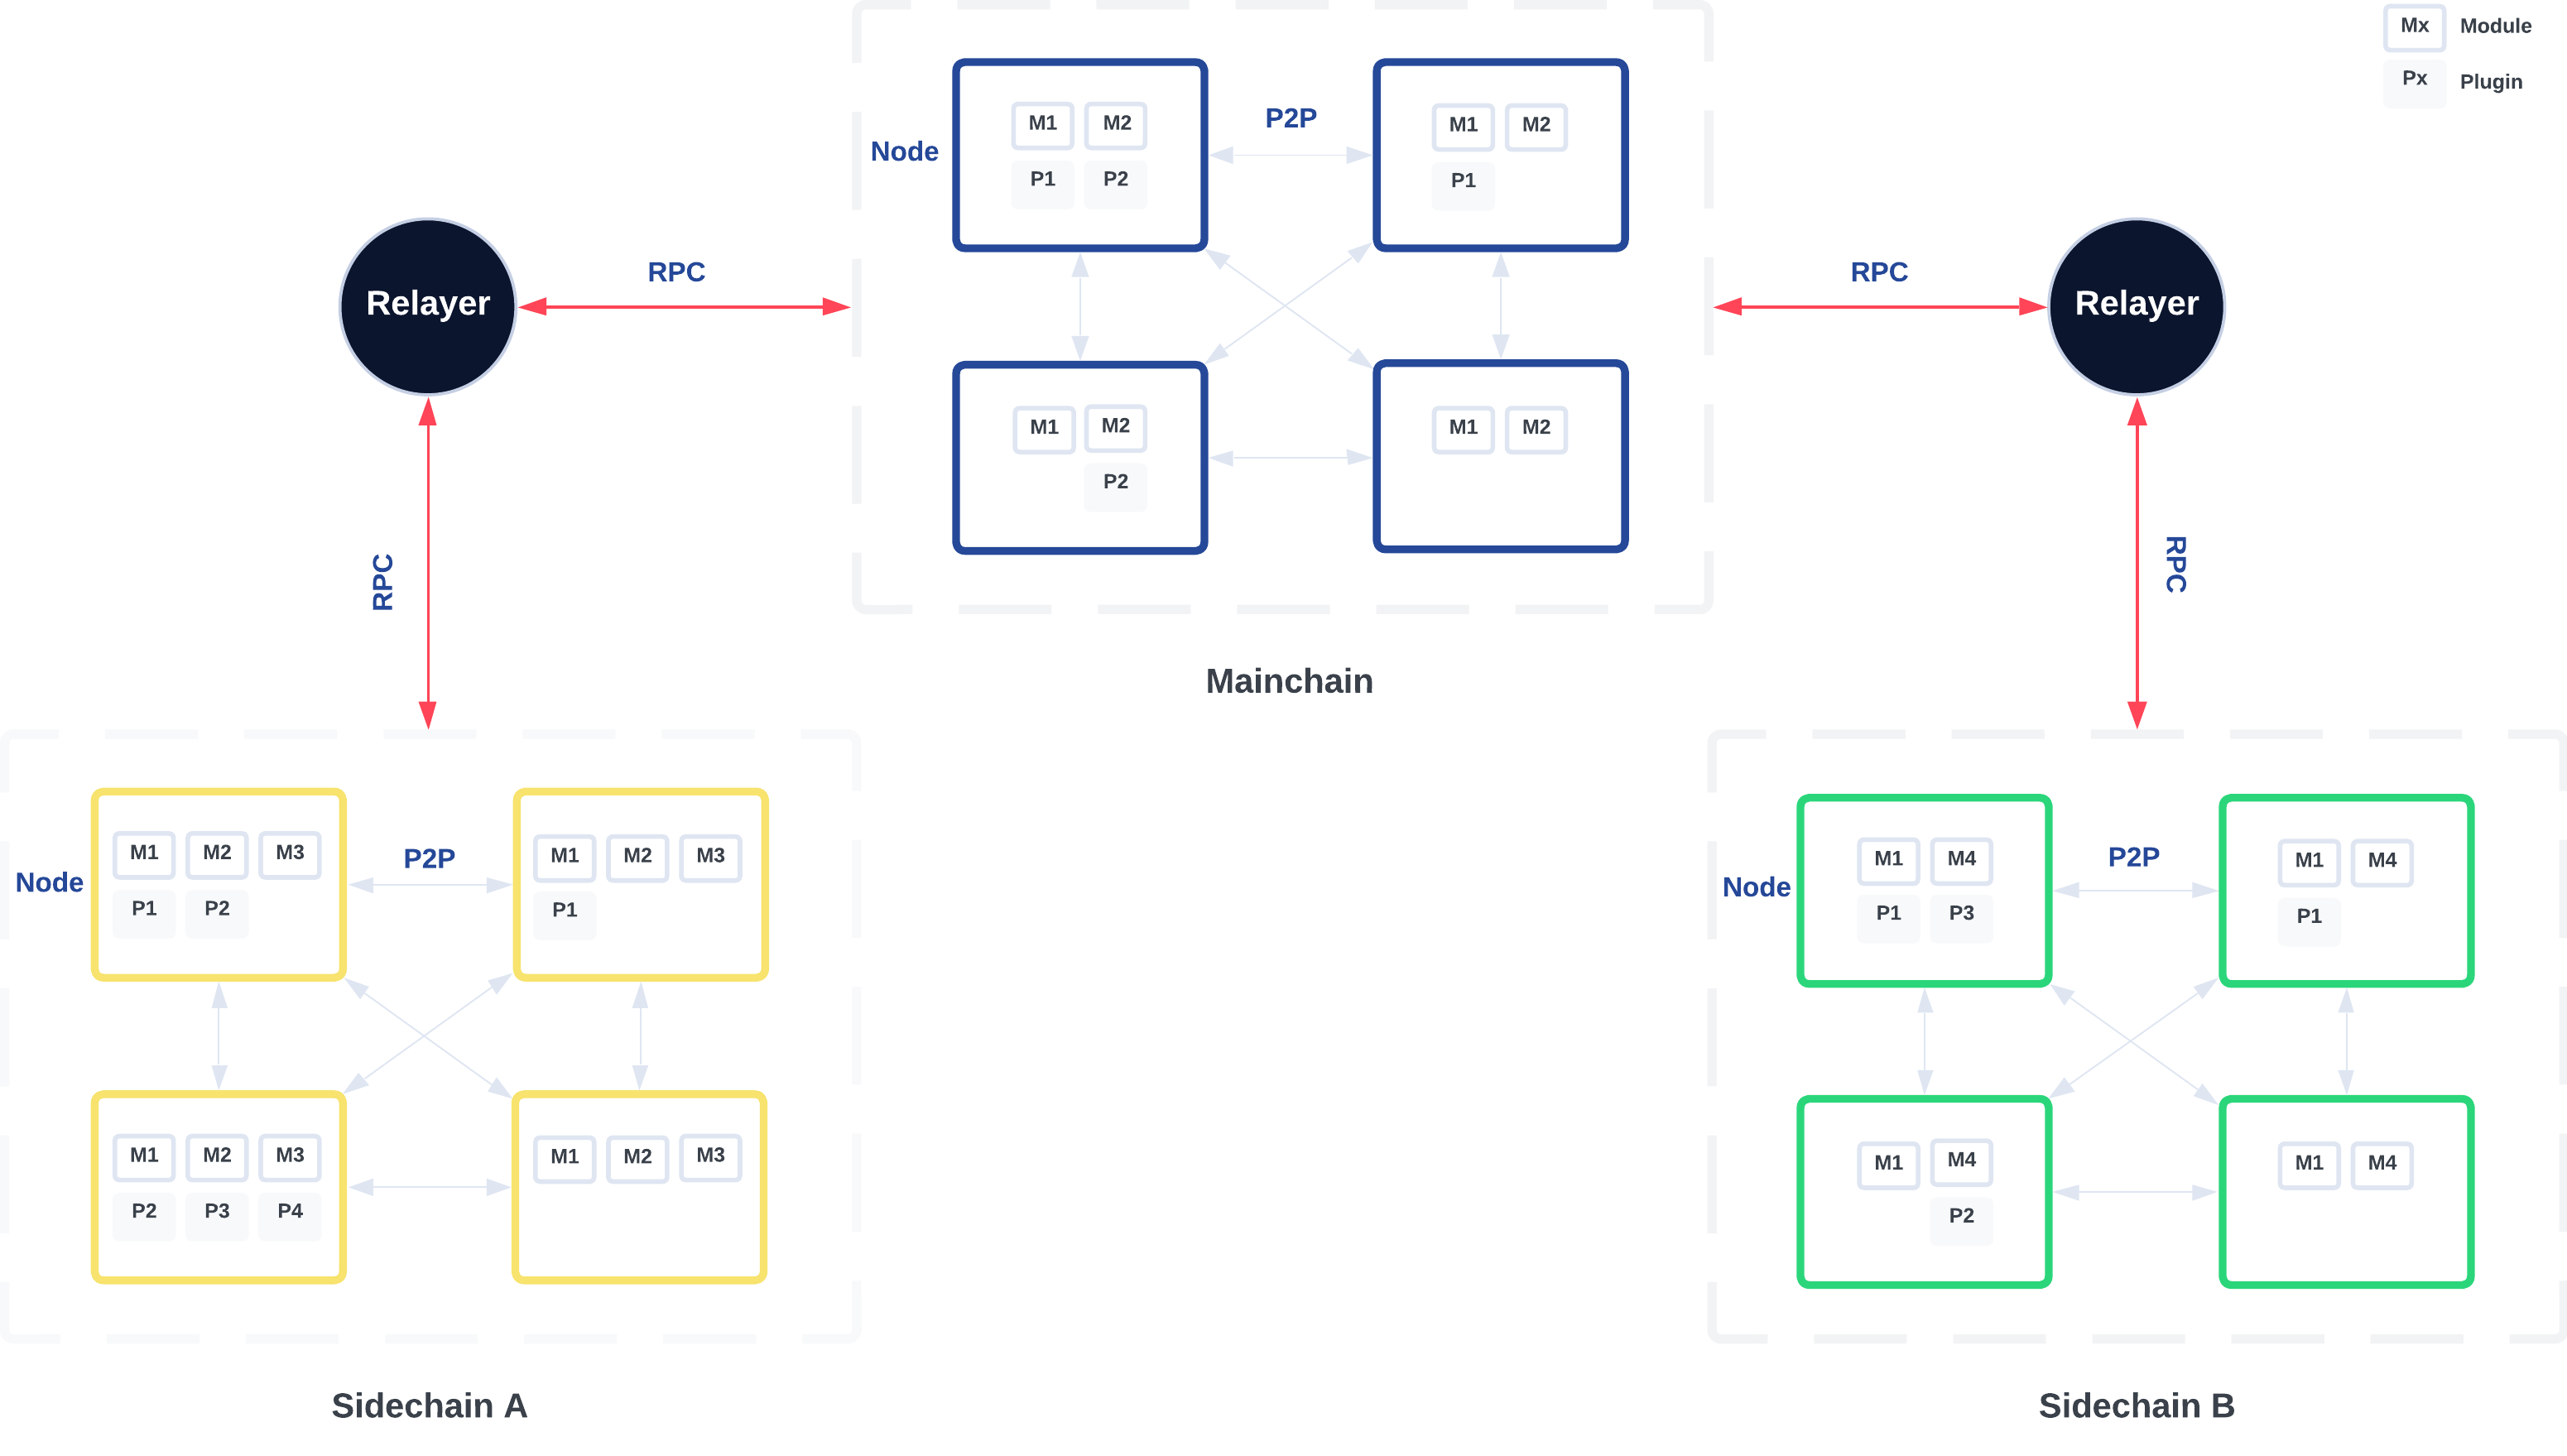 Mx Module
Px Plugin
Node
M1 M2
P1 P2
P2P
M1 M2
P1
M1 M2
P2
M1 M2
Mainchain
Relayer
RPC
RPC
RPC
Relayer
RPC
Node
M1 M2 M3
P1 P2
P2P
M1 M2 M3
P1
M1 M2 M3
P2 P3 P4
M1 M2 M3
Sidechain A
Node
M1 M4
P1 P3
P2P
M1 M4
P1
M1 M4
P2
M1 M4
Sidechain B